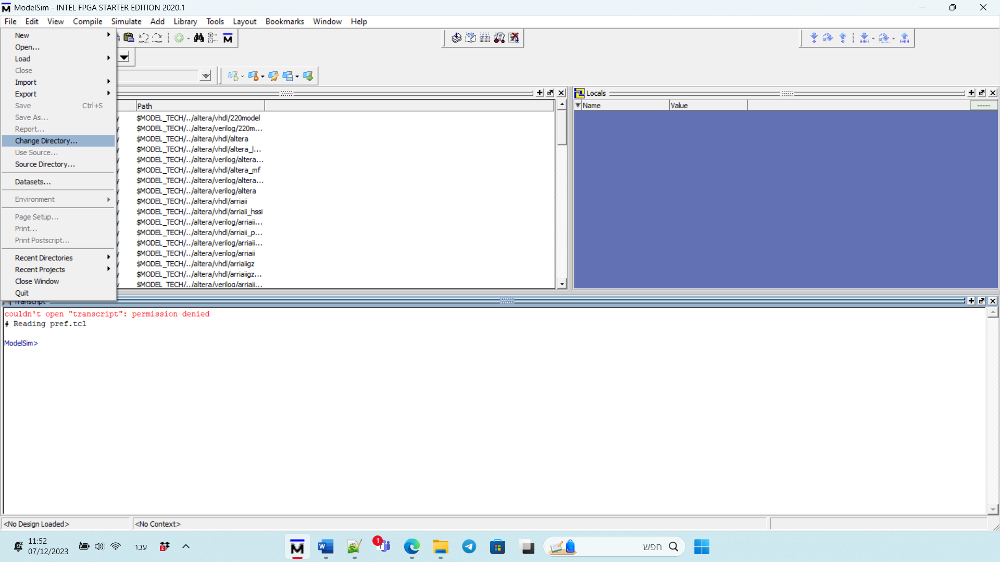 ModelSim - INTEL FPGA STARTER EDITION 2020.1
File Edit View Compile Simulate Add Library Tools Layout Bookmarks Window Help
New
Open...
Load
Close
Import
Export
Save Ctrl+S
Save As...
Report...
Change Directory...
Use Source...
Source Directory...
Datasets...
Environment
Page Setup...
Print...
Print Postscript...
Recent Directories
Recent Projects
Close Window
Quit
Path
y $MODEL_TECH/../altera/vhdl/220model
y $MODEL_TECH/../altera/verilog/220m...
y $MODEL_TECH/../altera/vhdl/altera
y $MODEL_TECH/../altera/vhdl/altera_l...
y $MODEL_TECH/../altera/verilog/altera...
y $MODEL_TECH/../altera/vhdl/altera_mf
y $MODEL_TECH/../altera/verilog/altera...
y $MODEL_TECH/../altera/verilog/altera
y $MODEL_TECH/../altera/vhdl/arriaii
y $MODEL_TECH/../altera/vhdl/arriaii_hssi
y $MODEL_TECH/../altera/verilog/arriaii...
y $MODEL_TECH/../altera/vhdl/arriaii_p...
y $MODEL_TECH/../altera/verilog/arriaii...
y $MODEL_TECH/../altera/verilog/arriaii
y $MODEL_TECH/../altera/vhdl/arriaiigz
y $MODEL_TECH/../altera/vhdl/arriaiigz...
y $MODEL_TECH/../altera/verilog/arriaii...
Locals
Name Value
-----
Transcript
couldn't open "transcript": permission denied
# Reading pref.tcl
ModelSim>
<No Design Loaded> <No Context>
11:52
07/12/2023
2
עבר
1
חפש